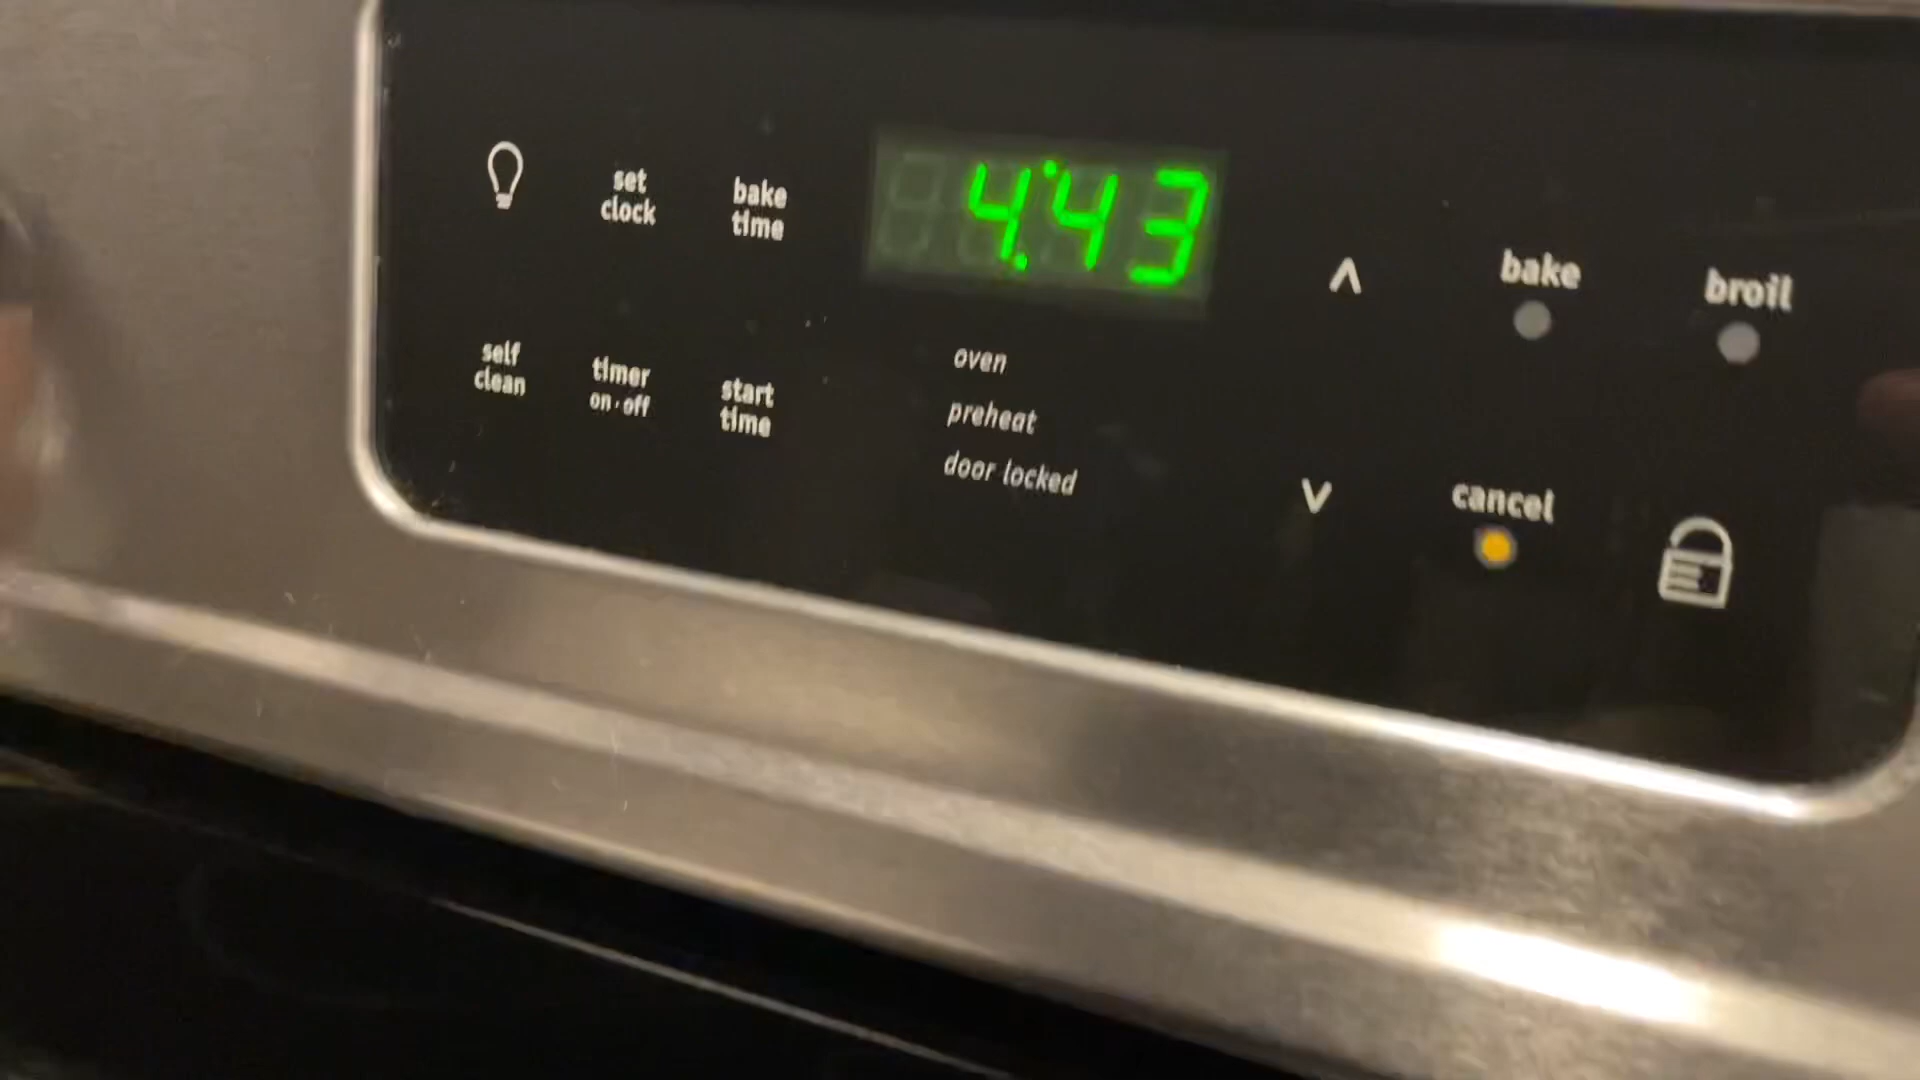 set
clock
bake
time
4:43
self
clean
timer
on·off
start
time
oven
preheat
door locked
bake
broil
cancel